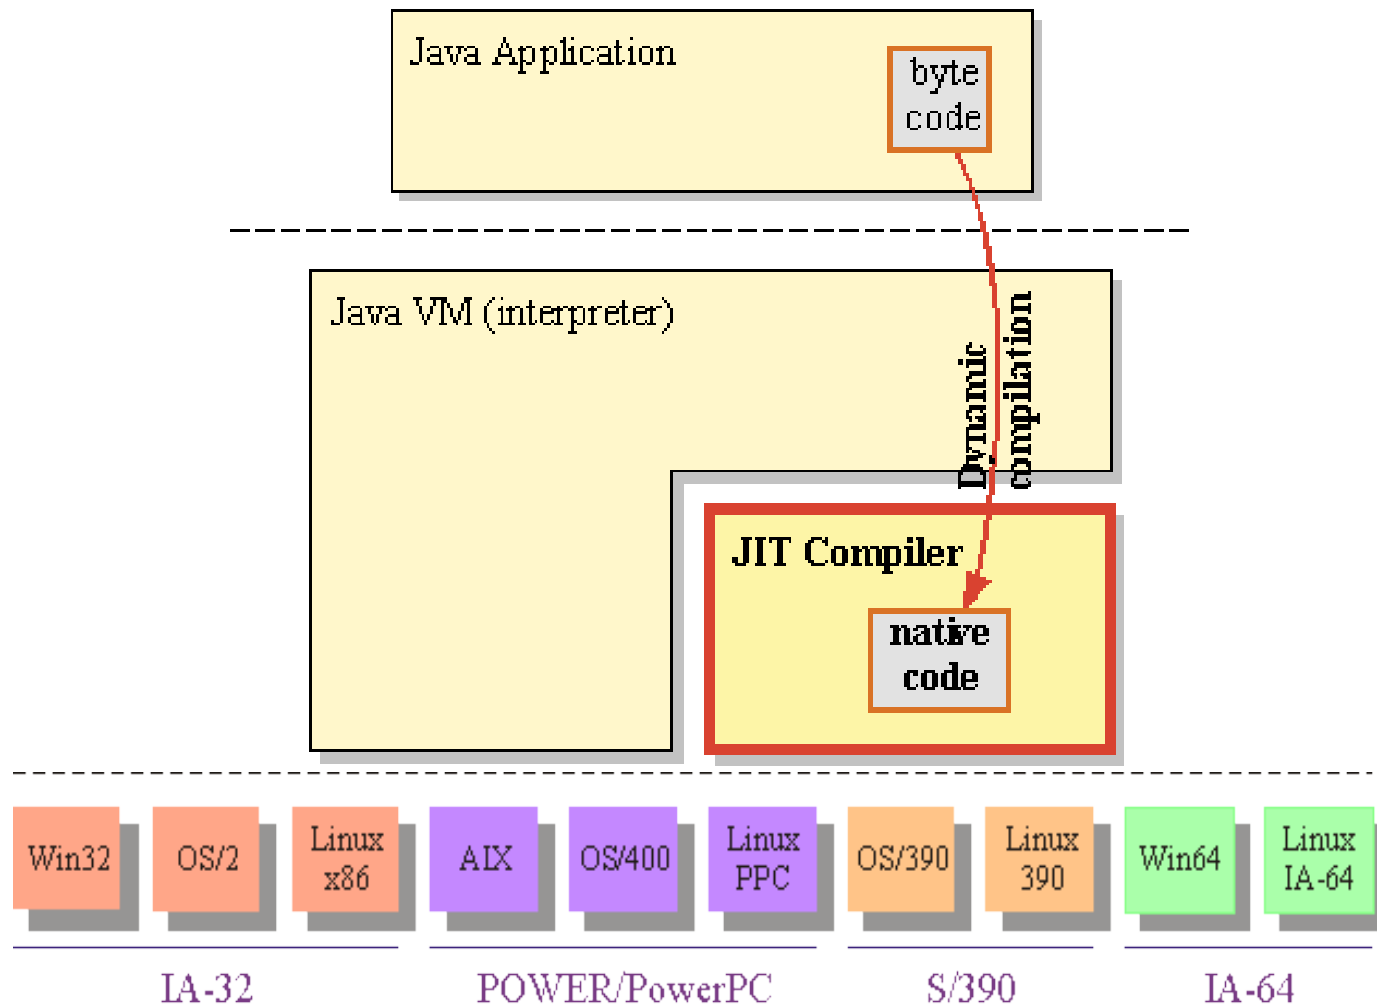 Java Application
byte
code
Java VM (interpreter)
Dynamic
compilation
JIT Compiler
native
code
Win32
OS/2
Linux
x86
AIX
OS/400
Linux
PPC
OS/390
Linux
390
Win64
Linux
IA-64
IA-32
POWER/PowerPC
S/390
IA-64